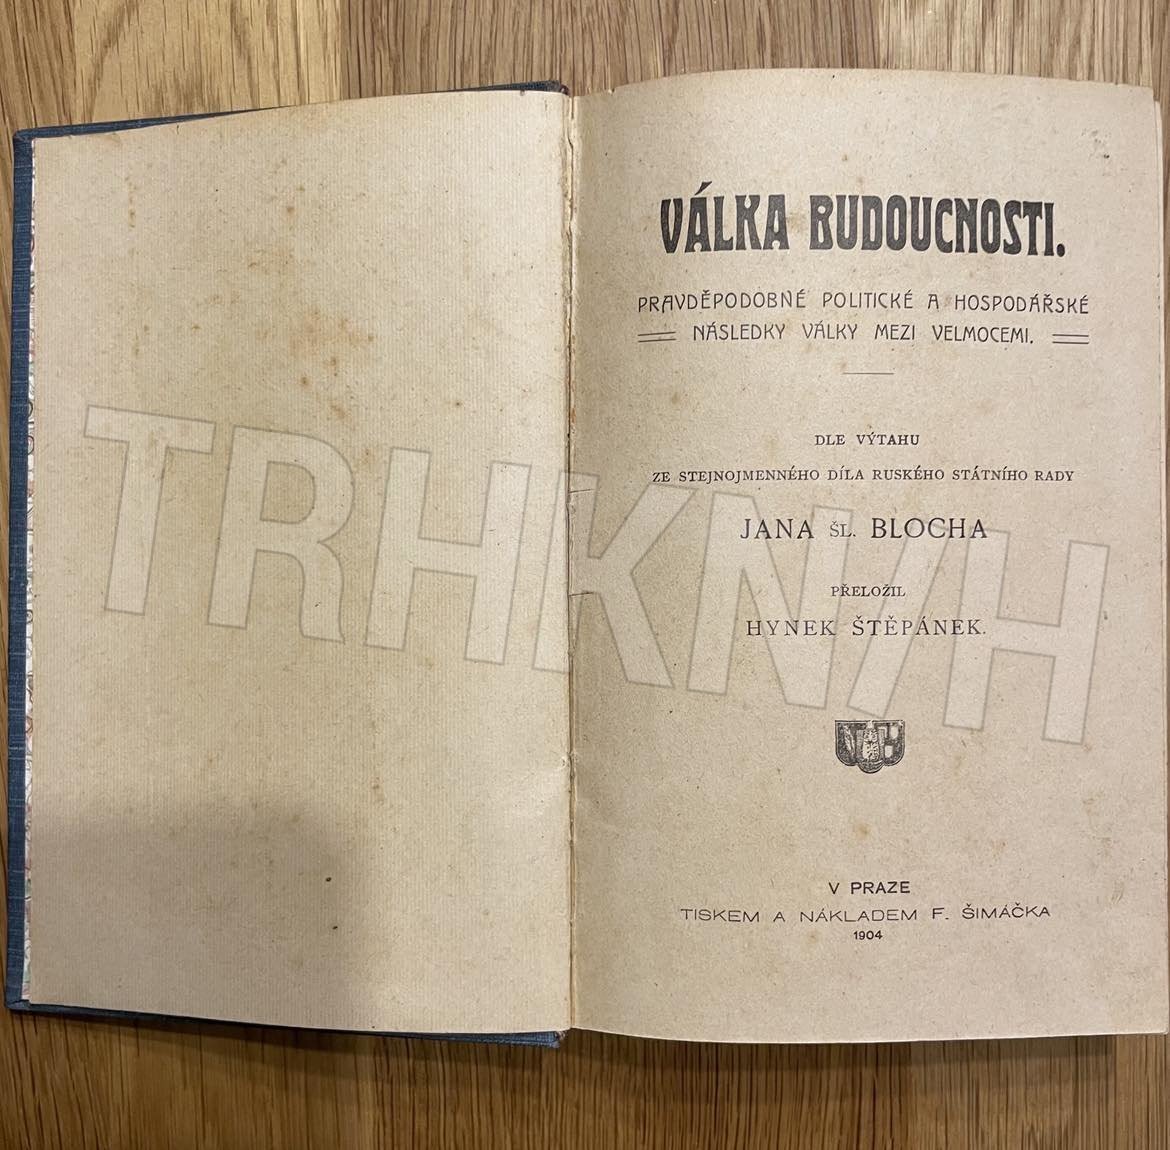 VÁLKA BUDOUCNOSTI.
PRAVDĚPODOBNÉ POLITICKÉ A HOSPODÁŘSKÉ
NÁSLEDKY VÁLKY MEZI VELMOCEMI.
DLE VÝTAHU
ZE STEJNOJMENNÉHO DÍLA RUSKÉHO STÁTNÍHO RADY
JANA ŠL. BLOCHA
PŘELOŽIL
HYNEK ŠTĚPÁNEK.
V PRAZE
TISKEM A NÁKLADEM F. ŠIMÁČKA
1904
TRHKNIH